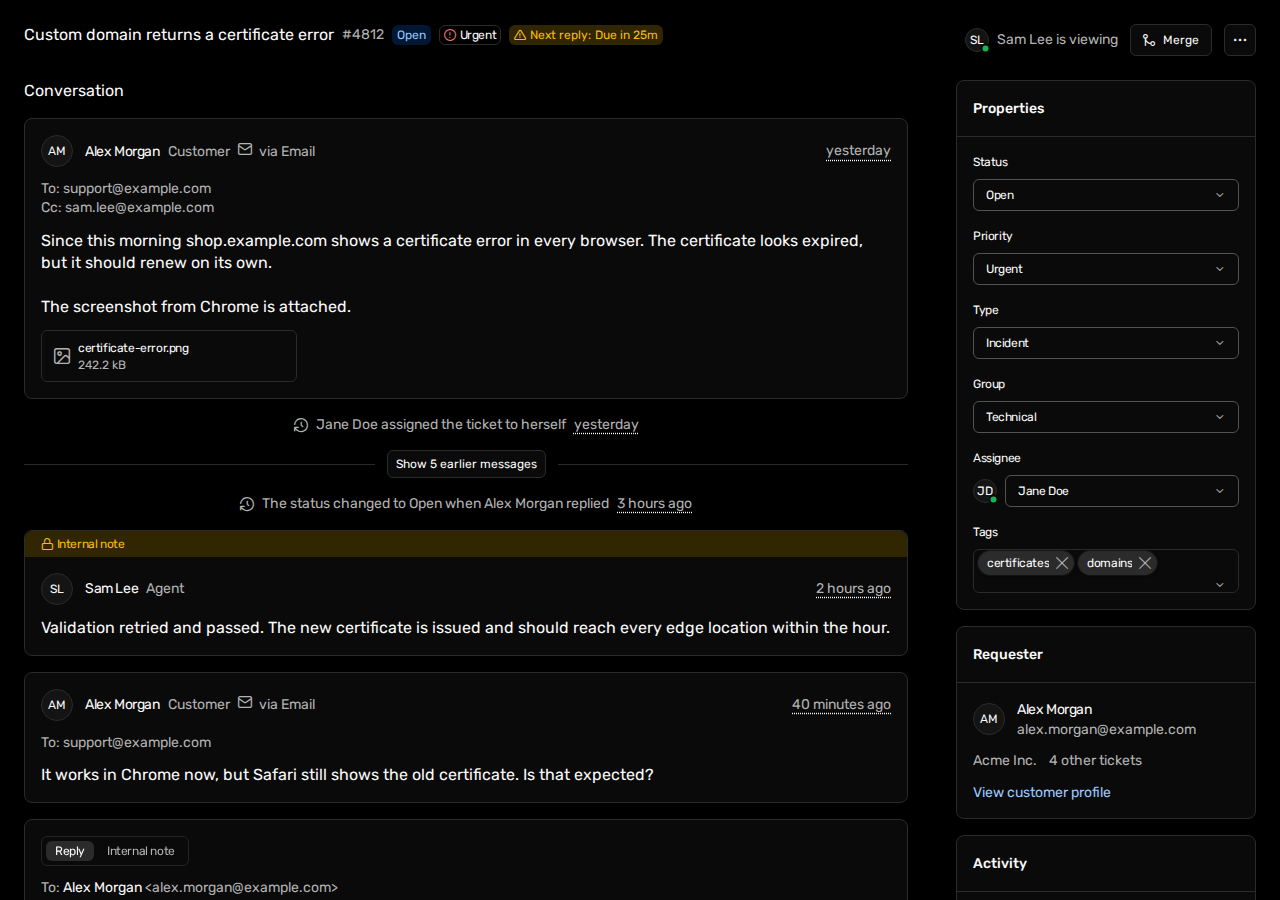 Custom domain returns a certificate error #4812 Open Urgent Next reply: Due in 25m
SL Sam Lee is viewing Merge
Conversation
AM Alex Morgan Customer via Email yesterday
To: support@example.com
Cc: sam.lee@example.com
Since this morning shop.example.com shows a certificate error in every browser. The certificate looks expired,
but it should renew on its own.
The screenshot from Chrome is attached.
certificate-error.png
242.2 kB
Jane Doe assigned the ticket to herself yesterday
Show 5 earlier messages
The status changed to Open when Alex Morgan replied 3 hours ago
Internal note
SL Sam Lee Agent 2 hours ago
Validation retried and passed. The new certificate is issued and should reach every edge location within the hour.
AM Alex Morgan Customer via Email 40 minutes ago
To: support@example.com
It works in Chrome now, but Safari still shows the old certificate. Is that expected?
Reply Internal note
To: Alex Morgan <alex.morgan@example.com>
Properties
Status
Open
Priority
Urgent
Type
Incident
Group
Technical
Assignee
JD Jane Doe
Tags
certificates domains
Requester
AM Alex Morgan
alex.morgan@example.com
Acme Inc. 4 other tickets
View customer profile
Activity